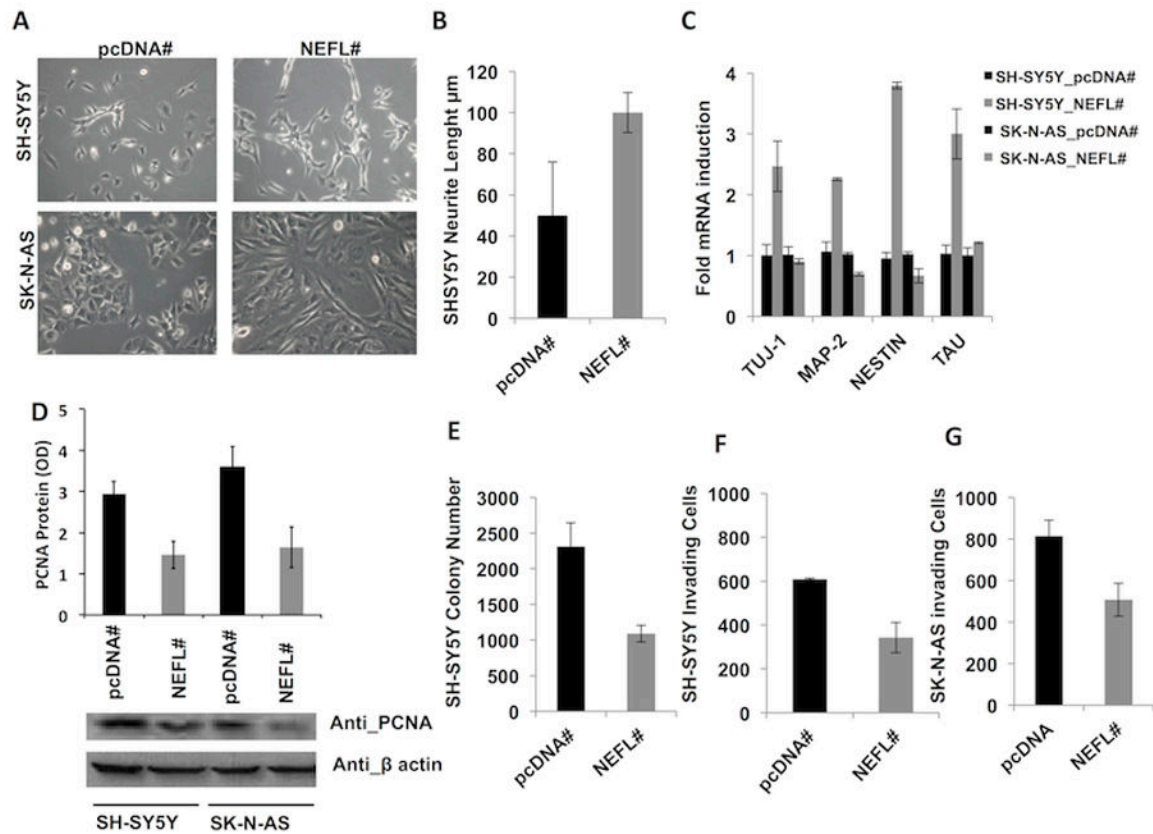 A
pcDNA#
NEFL#
SH-SY5Y
SK-N-AS
B
SHSY5Y Neurite Lenght µm
120
100
80
60
40
20
0
pcDNA#
NEFL#
C
Fold mRNA induction
4
3
2
1
0
TUJ-1
MAP-2
NESTIN
TAU
SH-SY5Y_pcDNA#
SH-SY5Y_NEFL#
SK-N-AS_pcDNA#
SK-N-AS_NEFL#
D
PCNA Protein (OD)
5
4
3
2
1
0
pcDNA#
NEFL#
pcDNA#
NEFL#
Anti_PCNA
Anti_β actin
SH-SY5Y
SK-N-AS
E
SH-SY5Y Colony Number
3000
2500
2000
1500
1000
500
0
pcDNA#
NEFL#
F
SH-SY5Y Invading Cells
1000
800
600
400
200
0
pcDNA#
NEFL#
G
SK-N-AS invading Cells
1000
800
600
400
200
0
pcDNA
NEFL#